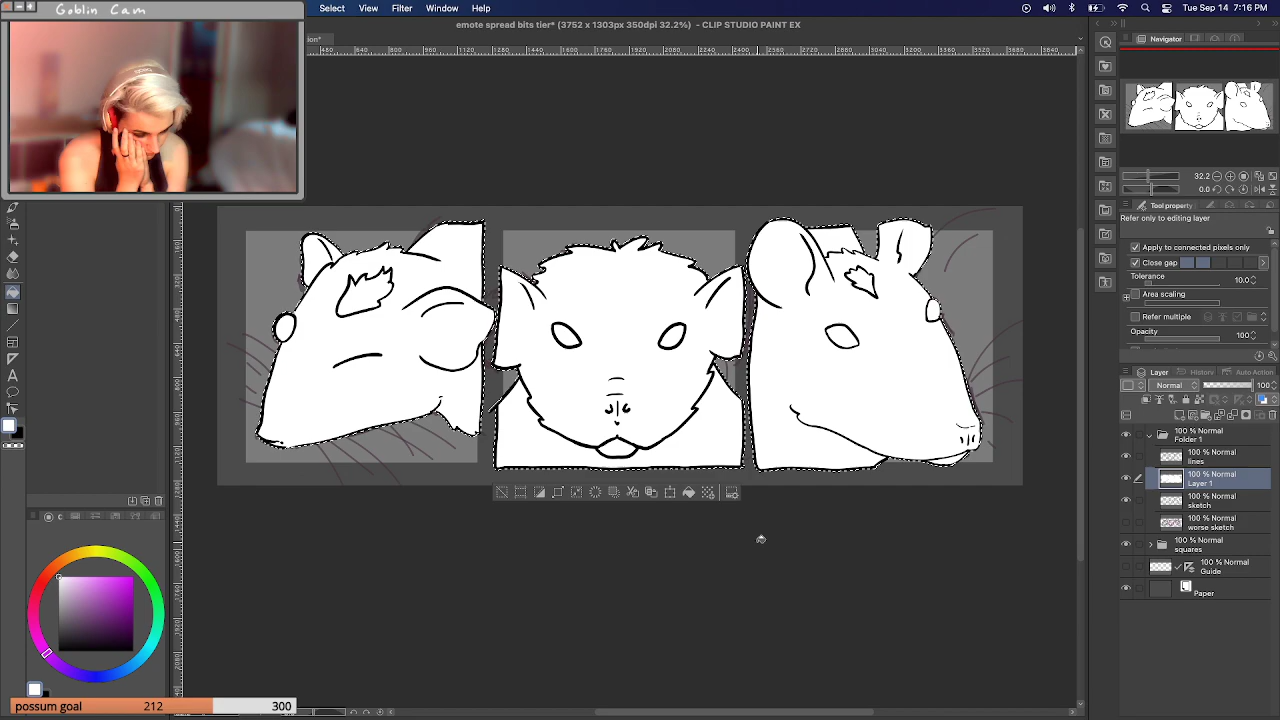 Goblin Cam
Select View Filter Window Help
Tue Sep 14 7:16 PM
emote spread bits tier* (3752 x 1303px 350dpi 32.2%) - CLIP STUDIO PAINT EX
Navigator
32.2
0.0
Tool property
Refer only to editing layer
Apply to connected pixels only
Close gap
Tolerance
10.0
Area scaling
Refer multiple
Opacity
100
Layer History Auto Action
Normal 100
100 % Normal
Folder 1
100 % Normal
lines
100 % Normal
Layer 1
100 % Normal
sketch
100 % Normal
worse sketch
100 % Normal
squares
100 % Normal
Guide
Paper
possum goal 212 300